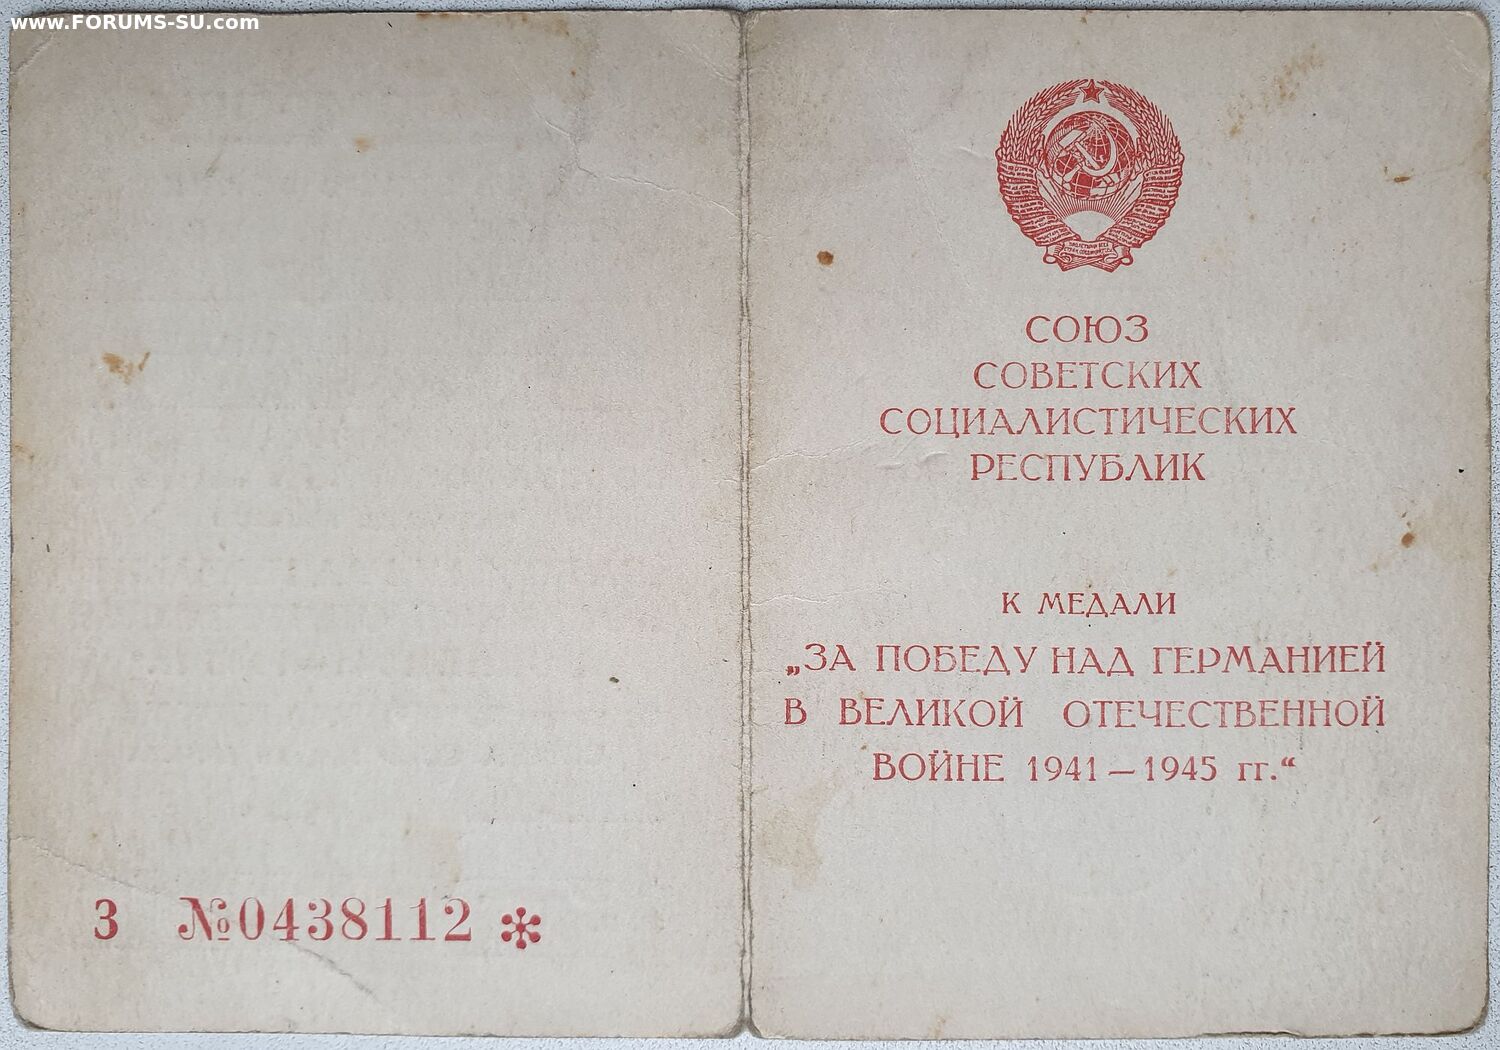 www.FORUMS-SU.com
СОЮЗ
СОВЕТСКИХ
СОЦИАЛИСТИЧЕСКИХ
РЕСПУБЛИК
К МЕДАЛИ
„ЗА ПОБЕДУ НАД ГЕРМАНИЕЙ
В ВЕЛИКОЙ ОТЕЧЕСТВЕННОЙ
ВОЙНЕ 1941—1945 гг.“
З №0438112 *